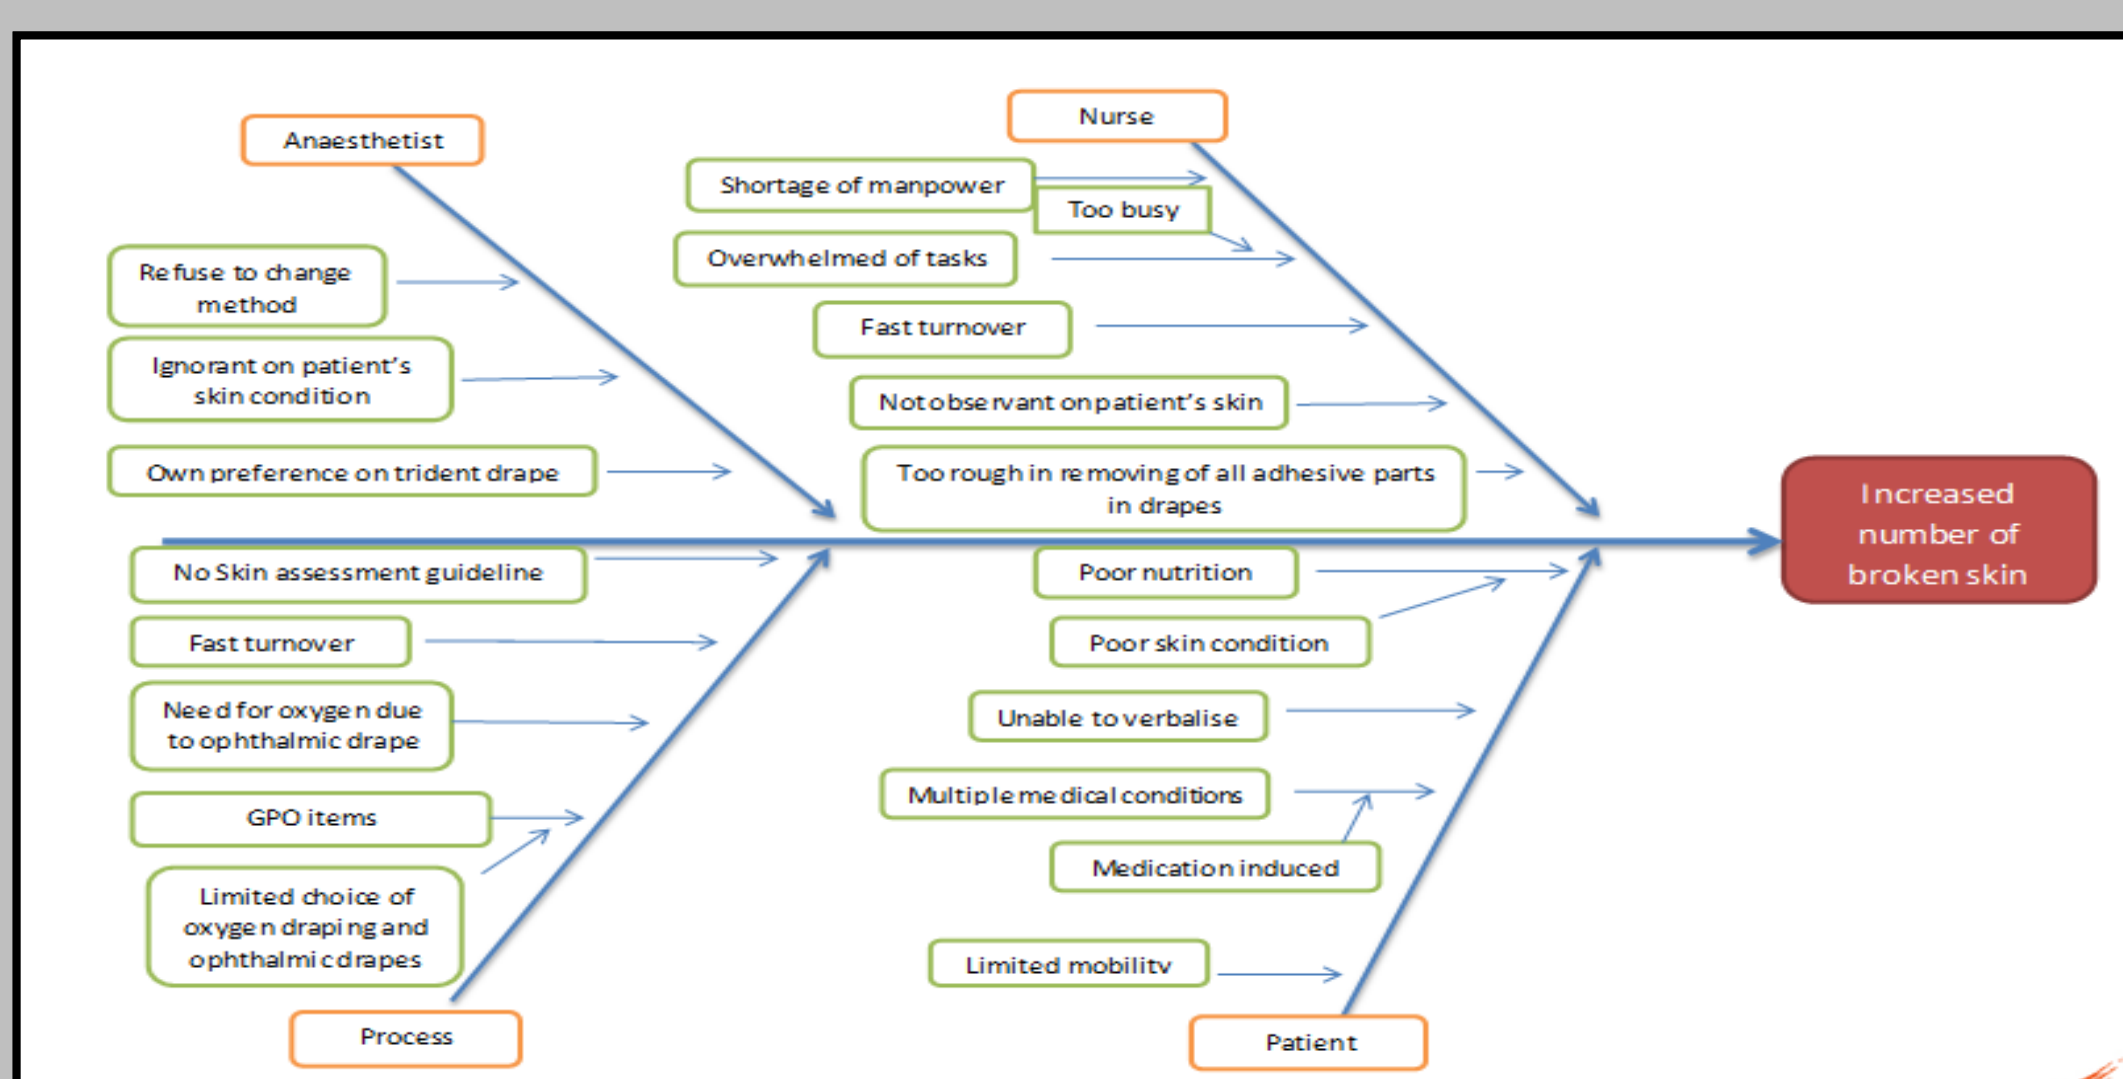 Anaesthetist
Nurse
Shortage of manpower
Too busy
Overwhelmed of tasks
Refuse to change
method
Fast turnover
Ignorant on patient's
skin condition
Not observant on patient's skin
Own preference on trident drape
Too rough in removing of all adhesive parts
in drapes
Increased
number of
broken skin
No Skin assessment guideline
Fast turnover
Need for oxygen due
to ophthalmic drape
GPO items
Limited choice of
oxygen draping and
ophthalmic drapes
Process
Poor nutrition
Poor skin condition
Unable to verbalise
Multiple medical conditions
Medication induced
Limited mobility
Patient